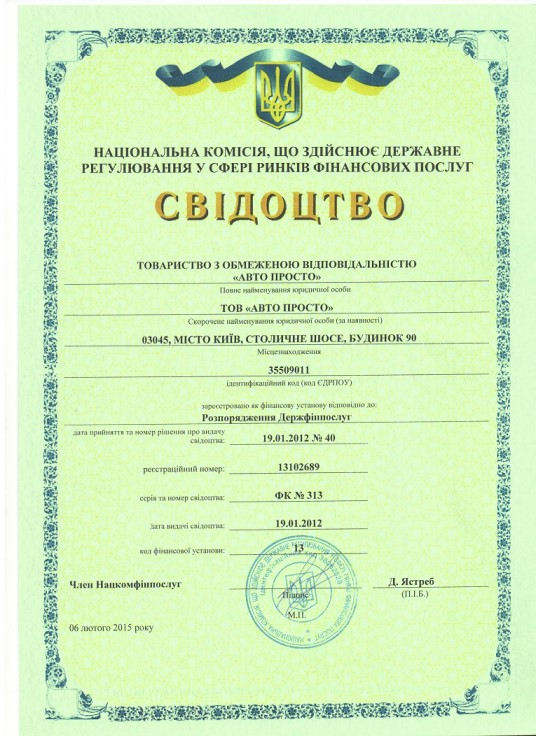 НАЦІОНАЛЬНА КОМІСІЯ, ЩО ЗДІЙСНЮЄ ДЕРЖАВНЕ
РЕГУЛЮВАННЯ У СФЕРІ РИНКІВ ФІНАНСОВИХ ПОСЛУГ
СВІДОЦТВО
ТОВАРИСТВО З ОБМЕЖЕНОЮ ВІДПОВІДАЛЬНІСТЮ
«АВТО ПРОСТО»
Повне найменування юридичної особи
ТОВ «АВТО ПРОСТО»
Скорочене найменування юридичної особи (за наявності)
03045, МІСТО КИЇВ, СТОЛИЧНЕ ШОСЕ, БУДИНОК 90
Місцезнаходження
35509011
ідентифікаційний код (код ЄДРПОУ)
зареєстровано як фінансову установу відповідно до:
Розпорядження Держфінпослуг
дата прийняття та номер рішення про видачу
свідоцтва: 19.01.2012 № 40
реєстраційний номер: 13102689
серія та номер свідоцтва: ФК № 313
дата видачі свідоцтва: 19.01.2012
код фінансової установи: 13
Член Нацкомфінпослуг Д. Ястреб
Підпис (П.І.Б.)
М.П.
06 лютого 2015 року